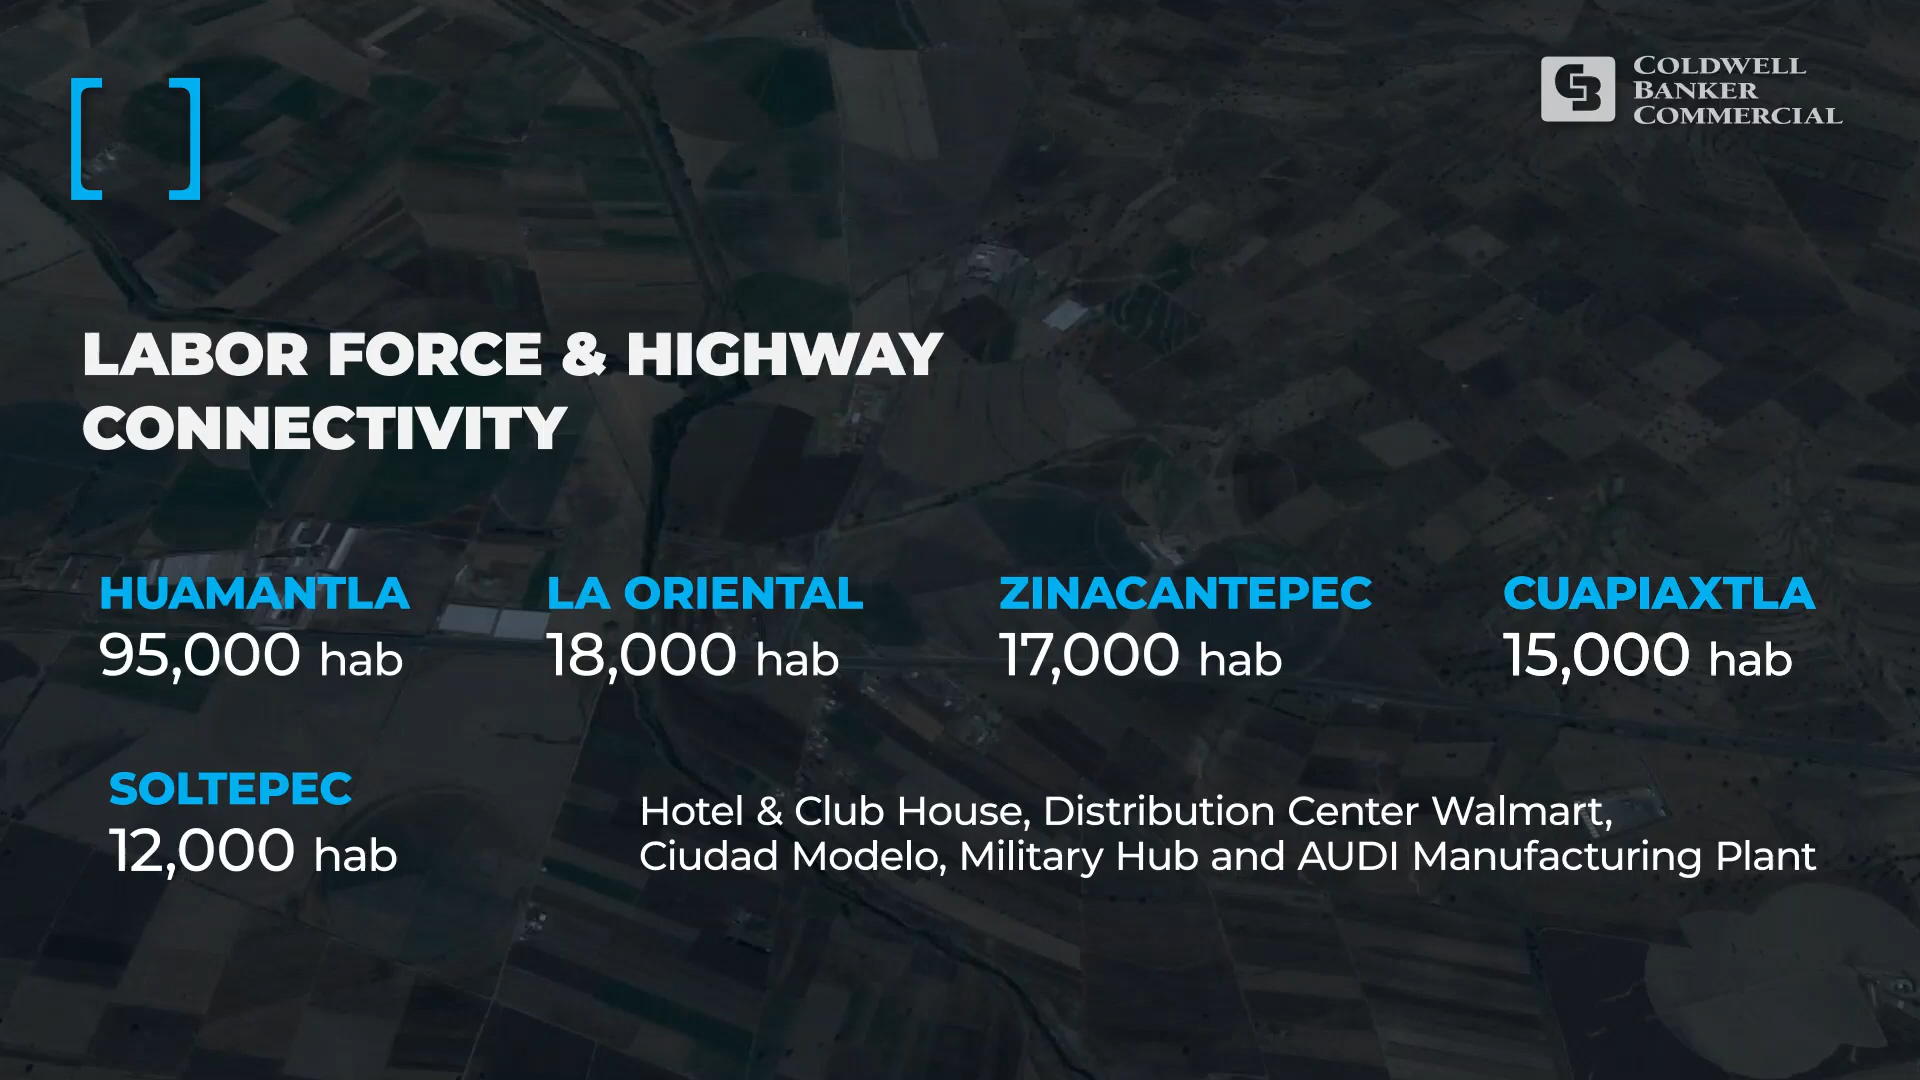 COLDWELL
BANKER
COMMERCIAL
LABOR FORCE & HIGHWAY
CONNECTIVITY
HUAMANTLA
95,000 hab
LA ORIENTAL
18,000 hab
ZINACANTEPEC
17,000 hab
CUAPIAXTLA
15,000 hab
SOLTEPEC
12,000 hab
Hotel & Club House, Distribution Center Walmart,
Ciudad Modelo, Military Hub and AUDI Manufacturing Plant